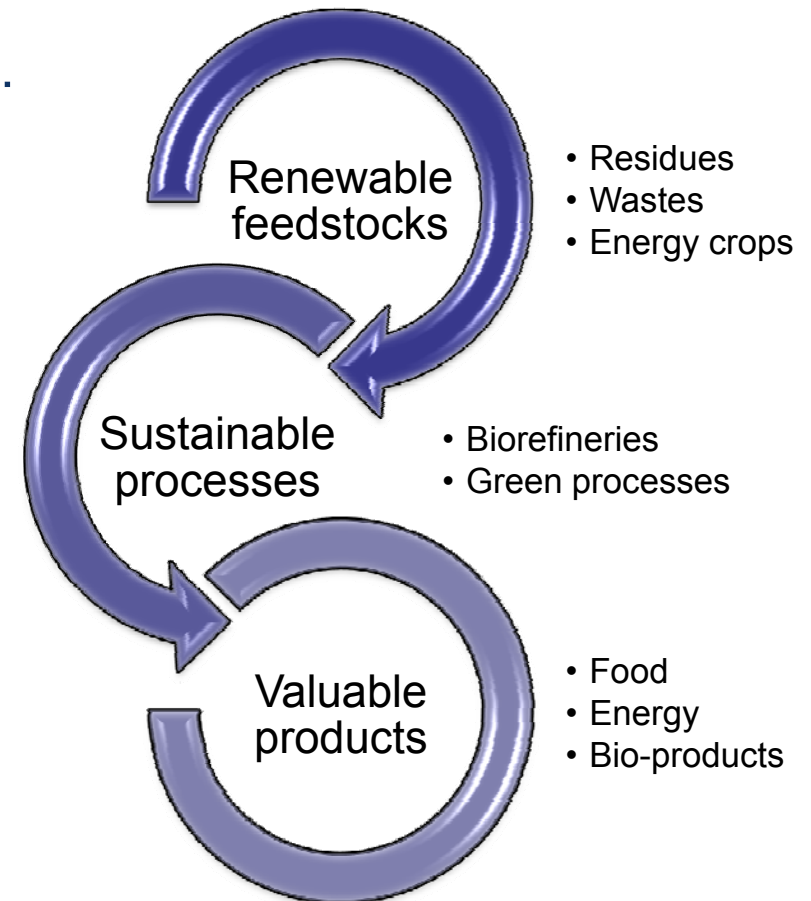 .
Renewable
feedstocks
• Residues
• Wastes
• Energy crops
Sustainable
processes
• Biorefineries
• Green processes
Valuable
products
• Food
• Energy
• Bio-products